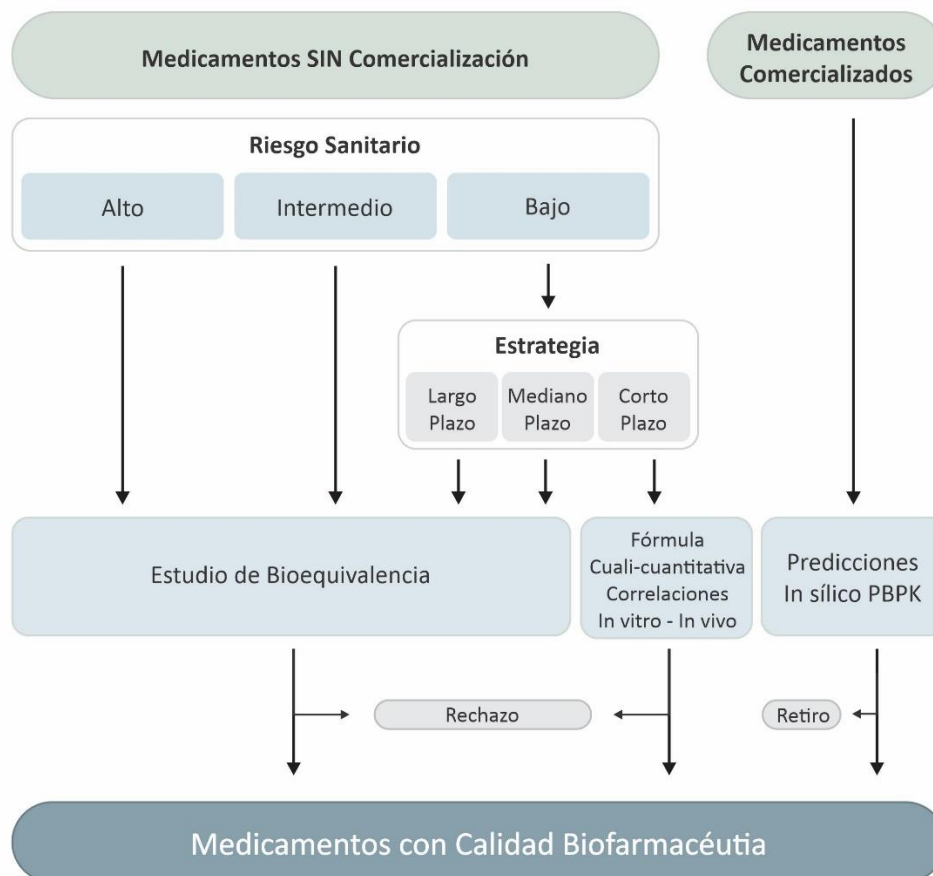 Medicamentos SIN Comercialización
Medicamentos
Comercializados
Riesgo Sanitario
Alto
Intermedio
Bajo
Estrategia
Largo
Plazo
Mediano
Plazo
Corto
Plazo
Estudio de Bioequivalencia
Fórmula
Cuali-cuantitativa
Correlaciones
In vitro - In vivo
Predicciones
In sílico PBPK
Rechazo
Retiro
Medicamentos con Calidad Biofarmacéutia